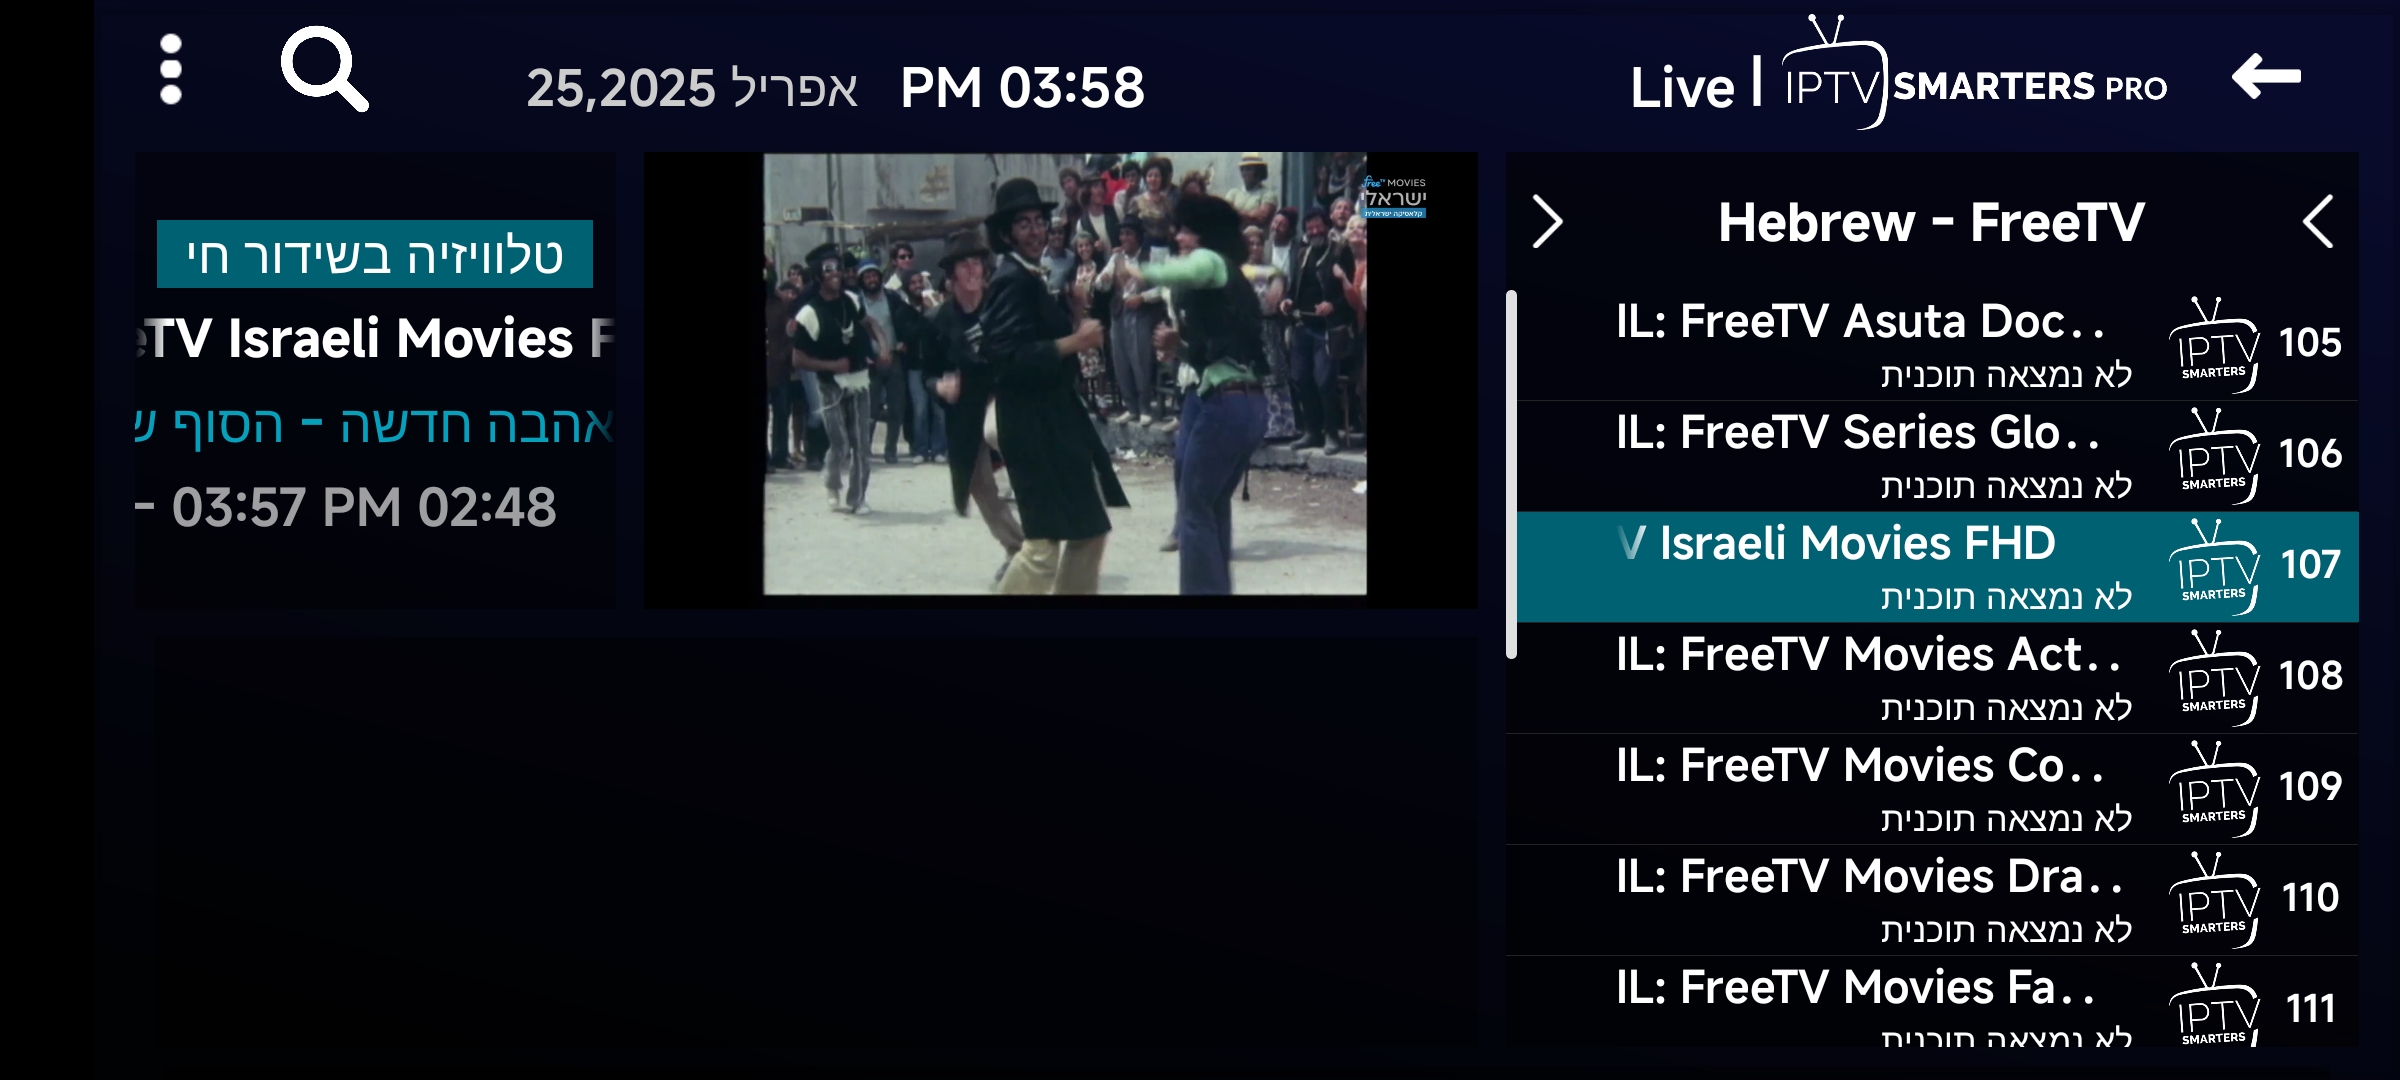 IPTV SMARTERS PRO | Live
PM 03:58 אפריל 25,2025
Hebrew - FreeTV
105 IPTV SMARTERS IL: FreeTV Asuta Doc..
לא נמצאה תוכנית
106 IPTV SMARTERS IL: FreeTV Series Glo..
לא נמצאה תוכנית
107 IPTV SMARTERS V Israeli Movies FHD
לא נמצאה תוכנית
108 IPTV SMARTERS IL: FreeTV Movies Act..
לא נמצאה תוכנית
109 IPTV SMARTERS IL: FreeTV Movies Co..
לא נמצאה תוכנית
110 IPTV SMARTERS IL: FreeTV Movies Dra..
לא נמצאה תוכנית
111 IPTV SMARTERS IL: FreeTV Movies Fa..
לא נמצאה תוכנית
freeTV MOVIES
ישראלי
קלאסיקה ישראלית
טלוויזיה בשידור חי
eTV Israeli Movies F
אהבה חדשה - הסוף ש
- 03:57 PM 02:48